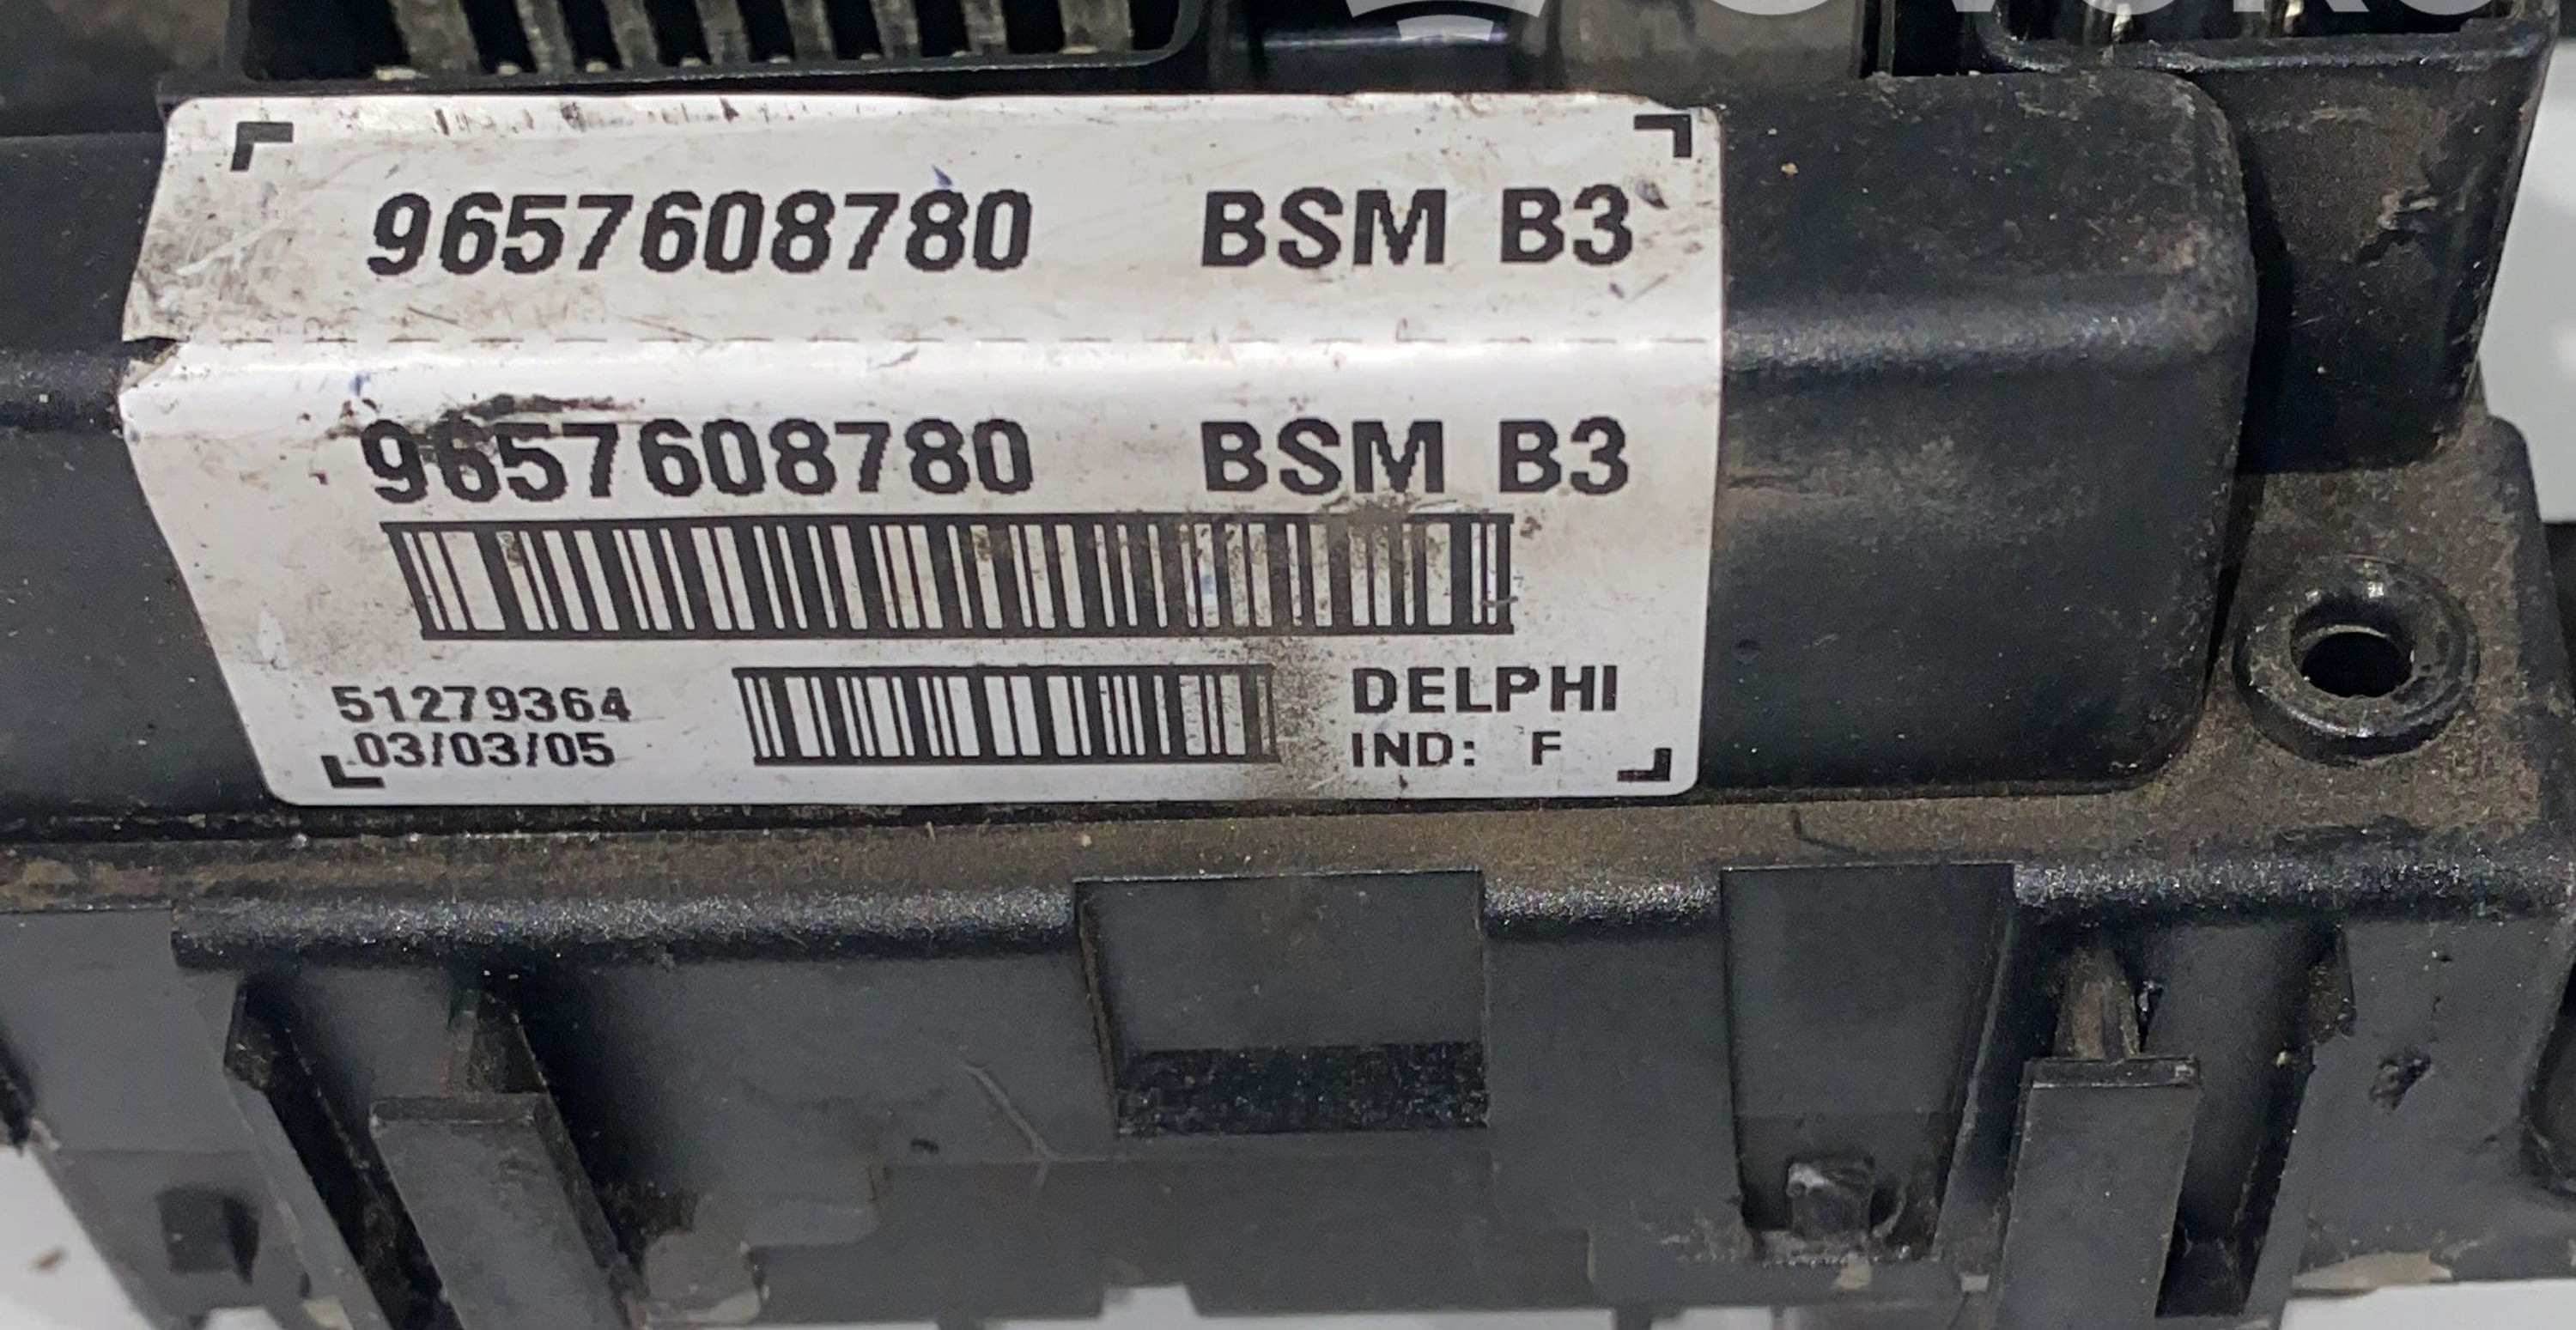 9657608780 BSM B3
9657608780 BSM B3
51279364
03/03/05
DELPHI
IND: F